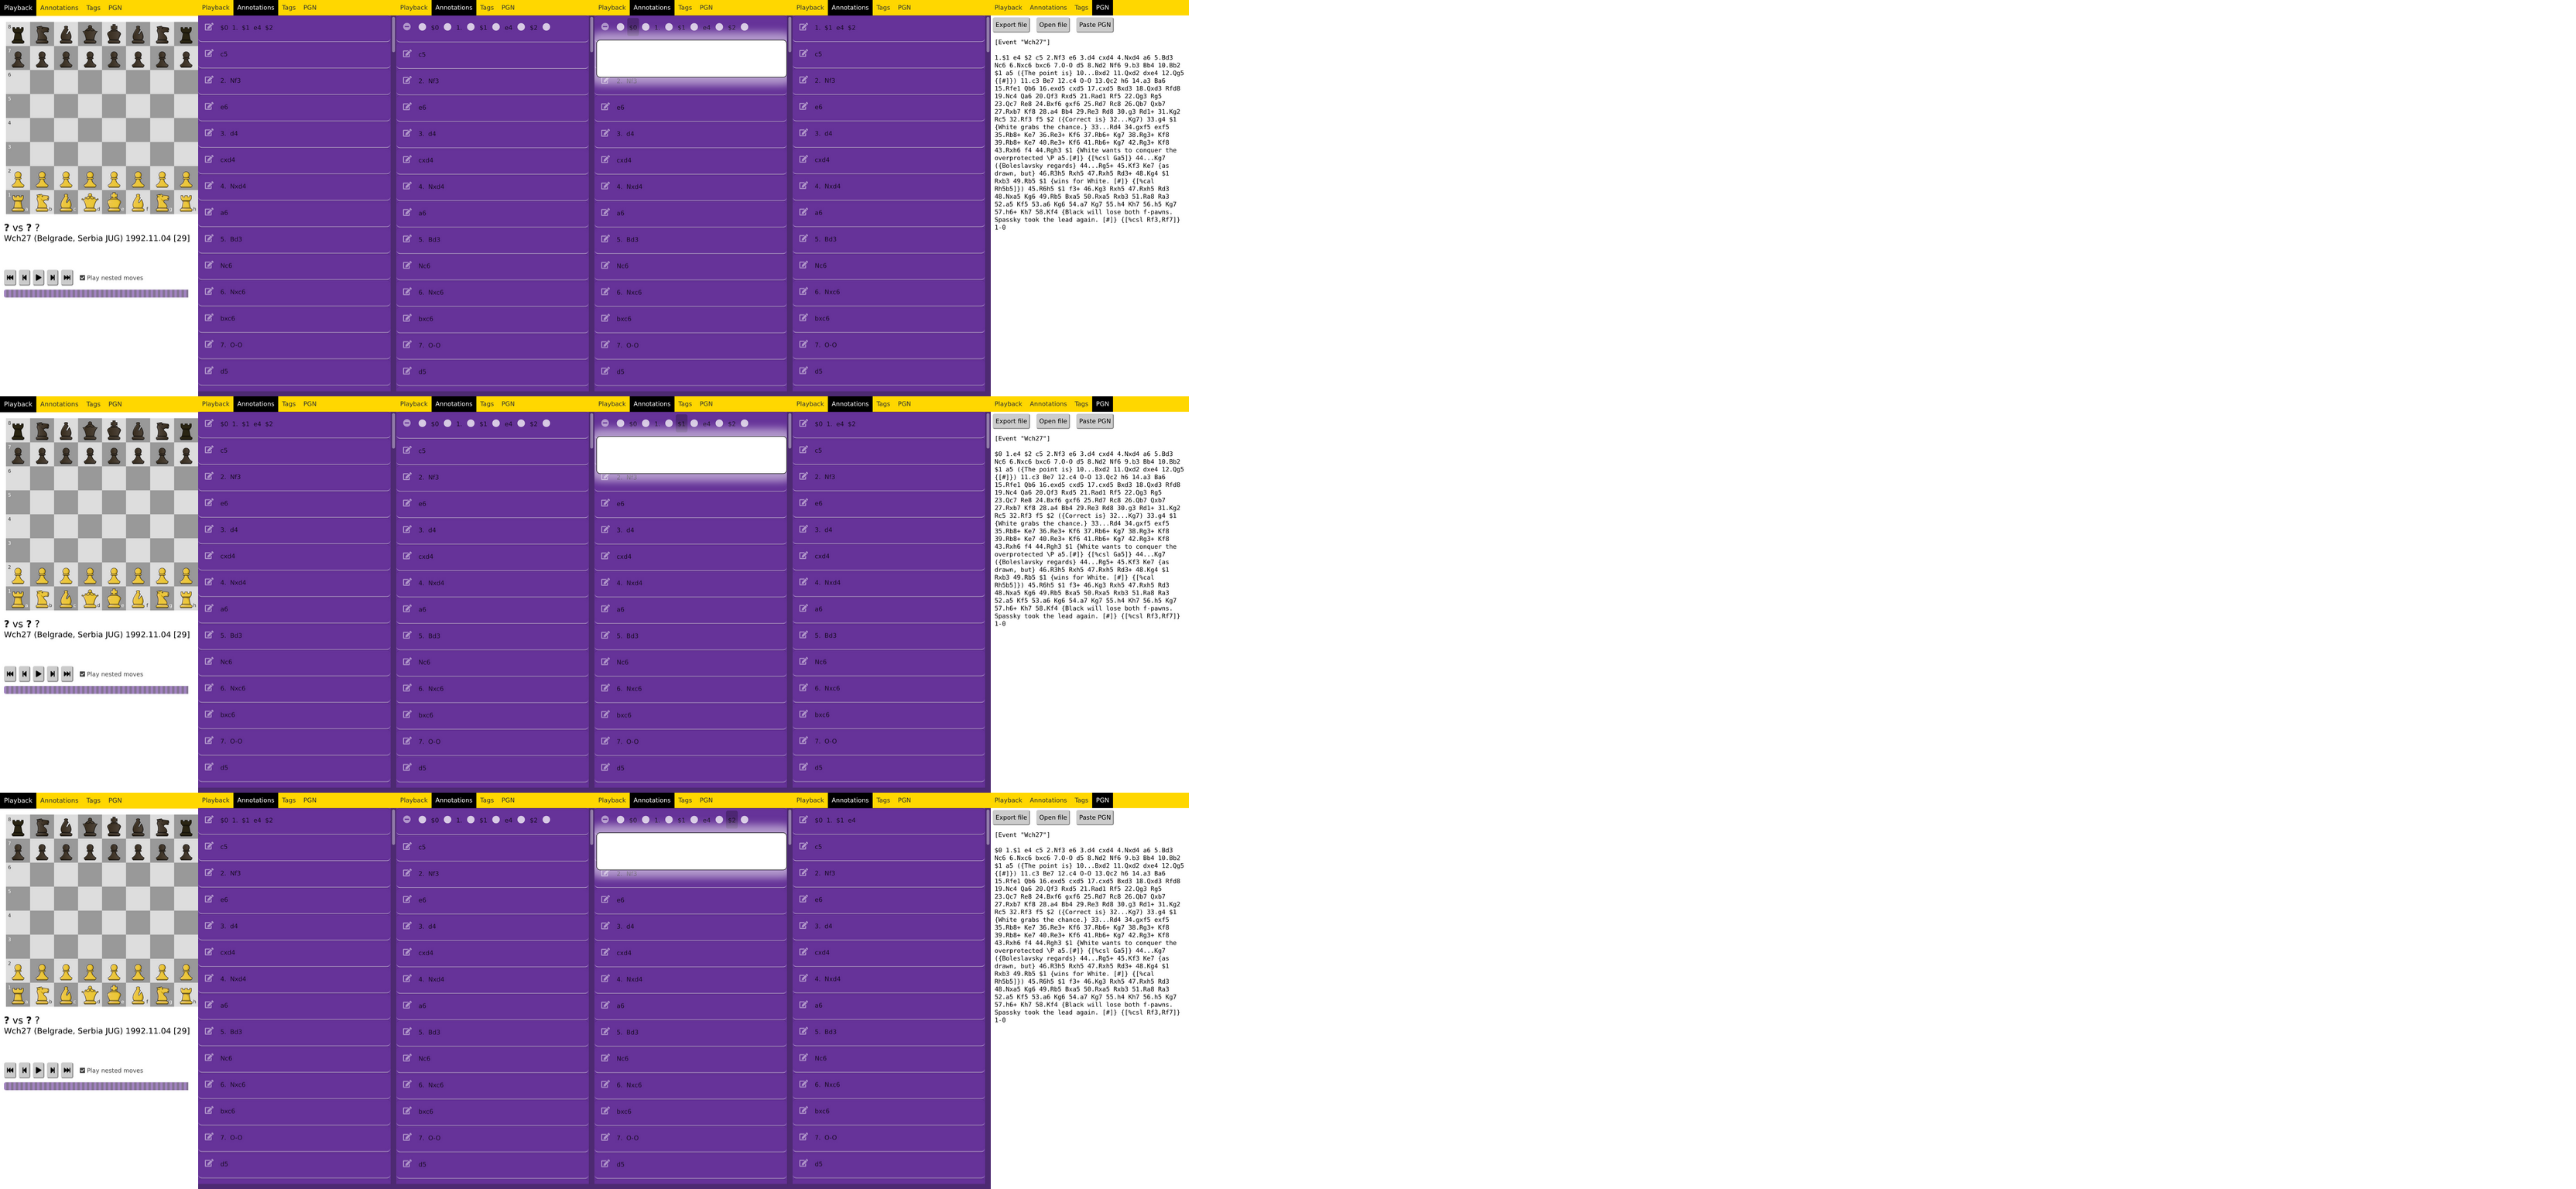 Playback Annotations Tags PGN
8
6
5
4
3
2
? vs ? ?
Wch27 (Belgrade, Serbia JUG) 1992.11.04 [29]
Play nested moves
Playback Annotations Tags PGN
$0 1. $1 e4 $2
c5
2. Nf3
e6
3. d4
cxd4
4. Nxd4
a6
5. Bd3
Nc6
6. Nxc6
bxc6
7. O-O
d5
Playback Annotations Tags PGN
$0 1. $1 e4 $2
c5
2. Nf3
e6
3. d4
cxd4
4. Nxd4
a6
5. Bd3
Nc6
6. Nxc6
bxc6
7. O-O
d5
Playback Annotations Tags PGN
$0 1. $1 e4 $2
2. Nf3
e6
3. d4
cxd4
4. Nxd4
a6
5. Bd3
Nc6
6. Nxc6
bxc6
7. O-O
d5
Playback Annotations Tags PGN
1. $1 e4 $2
c5
2. Nf3
e6
3. d4
cxd4
4. Nxd4
a6
5. Bd3
Nc6
6. Nxc6
bxc6
7. O-O
d5
Playback Annotations Tags PGN
Export file Open file Paste PGN
[Event "Wch27"]
1.$1 e4 $2 c5 2.Nf3 e6 3.d4 cxd4 4.Nxd4 a6 5.Bd3
Nc6 6.Nxc6 bxc6 7.O-O d5 8.Nd2 Nf6 9.b3 Bb4 10.Bb2
$1 a5 ({The point is} 10...Bxd2 11.Qxd2 dxe4 12.Qg5
{[#]}) 11.c3 Be7 12.c4 O-O 13.Qc2 h6 14.a3 Ba6
15.Rfe1 Qb6 16.exd5 cxd5 17.cxd5 Bxd3 18.Qxd3 Rfd8
19.Nc4 Qa6 20.Qf3 Rxd5 21.Rad1 Rf5 22.Qg3 Rg5
23.Qc7 Re8 24.Bxf6 gxf6 25.Rd7 Rc8 26.Qb7 Qxb7
27.Rxb7 Kf8 28.a4 Bb4 29.Re3 Rd8 30.g3 Rd1+ 31.Kg2
Rc5 32.Rf3 f5 $2 ({Correct is} 32...Kg7) 33.g4 $1
{White grabs the chance.} 33...Rd4 34.gxf5 exf5
35.Rb8+ Ke7 36.Re3+ Kf6 37.Rb6+ Kg7 38.Rg3+ Kf8
39.Rb8+ Ke7 40.Re3+ Kf6 41.Rb6+ Kg7 42.Rg3+ Kf8
43.Rxh6 f4 44.Rgh3 $1 {White wants to conquer the
overprotected \P a5.[#]} {[%csl Ga5]} 44...Kg7
({Boleslavsky regards} 44...Rg5+ 45.Kf3 Ke7 {as
drawn, but} 46.R3h5 Rxh5 47.Rxh5 Rd3+ 48.Kg4 $1
Rxb3 49.Rb5 $1 {wins for White. [#]} {[%cal
Rh5b5]}) 45.R6h5 $1 f3+ 46.Kg3 Rxh5 47.Rxh5 Rd3
48.Nxa5 Kg6 49.Rb5 Bxa5 50.Rxa5 Rxb3 51.Ra8 Ra3
52.a5 Kf5 53.a6 Kg6 54.a7 Kg7 55.h4 Kh7 56.h5 Kg7
57.h6+ Kh7 58.Kf4 {Black will lose both f-pawns.
Spassky took the lead again. [#]} {[%csl Rf3,Rf7]}
1-0
Playback Annotations Tags PGN
8
6
5
4
3
2
? vs ? ?
Wch27 (Belgrade, Serbia JUG) 1992.11.04 [29]
Play nested moves
Playback Annotations Tags PGN
$0 1. $1 e4 $2
c5
2. Nf3
e6
3. d4
cxd4
4. Nxd4
a6
5. Bd3
Nc6
6. Nxc6
bxc6
7. O-O
d5
Playback Annotations Tags PGN
$0 1. $1 e4 $2
c5
2. Nf3
e6
3. d4
cxd4
4. Nxd4
a6
5. Bd3
Nc6
6. Nxc6
bxc6
7. O-O
d5
Playback Annotations Tags PGN
$0 1. $1 e4 $2
2. Nf3
e6
3. d4
cxd4
4. Nxd4
a6
5. Bd3
Nc6
6. Nxc6
bxc6
7. O-O
d5
Playback Annotations Tags PGN
$0 1. e4 $2
c5
2. Nf3
e6
3. d4
cxd4
4. Nxd4
a6
5. Bd3
Nc6
6. Nxc6
bxc6
7. O-O
d5
Playback Annotations Tags PGN
Export file Open file Paste PGN
[Event "Wch27"]
$0 1.e4 $2 c5 2.Nf3 e6 3.d4 cxd4 4.Nxd4 a6 5.Bd3
Nc6 6.Nxc6 bxc6 7.O-O d5 8.Nd2 Nf6 9.b3 Bb4 10.Bb2
$1 a5 ({The point is} 10...Bxd2 11.Qxd2 dxe4 12.Qg5
{[#]}) 11.c3 Be7 12.c4 O-O 13.Qc2 h6 14.a3 Ba6
15.Rfe1 Qb6 16.exd5 cxd5 17.cxd5 Bxd3 18.Qxd3 Rfd8
19.Nc4 Qa6 20.Qf3 Rxd5 21.Rad1 Rf5 22.Qg3 Rg5
23.Qc7 Re8 24.Bxf6 gxf6 25.Rd7 Rc8 26.Qb7 Qxb7
27.Rxb7 Kf8 28.a4 Bb4 29.Re3 Rd8 30.g3 Rd1+ 31.Kg2
Rc5 32.Rf3 f5 $2 ({Correct is} 32...Kg7) 33.g4 $1
{White grabs the chance.} 33...Rd4 34.gxf5 exf5
35.Rb8+ Ke7 36.Re3+ Kf6 37.Rb6+ Kg7 38.Rg3+ Kf8
39.Rb8+ Ke7 40.Re3+ Kf6 41.Rb6+ Kg7 42.Rg3+ Kf8
43.Rxh6 f4 44.Rgh3 $1 {White wants to conquer the
overprotected \P a5.[#]} {[%csl Ga5]} 44...Kg7
({Boleslavsky regards} 44...Rg5+ 45.Kf3 Ke7 {as
drawn, but} 46.R3h5 Rxh5 47.Rxh5 Rd3+ 48.Kg4 $1
Rxb3 49.Rb5 $1 {wins for White. [#]} {[%cal
Rh5b5]}) 45.R6h5 $1 f3+ 46.Kg3 Rxh5 47.Rxh5 Rd3
48.Nxa5 Kg6 49.Rb5 Bxa5 50.Rxa5 Rxb3 51.Ra8 Ra3
52.a5 Kf5 53.a6 Kg6 54.a7 Kg7 55.h4 Kh7 56.h5 Kg7
57.h6+ Kh7 58.Kf4 {Black will lose both f-pawns.
Spassky took the lead again. [#]} {[%csl Rf3,Rf7]}
1-0
Playback Annotations Tags PGN
8
6
5
4
3
2
? vs ? ?
Wch27 (Belgrade, Serbia JUG) 1992.11.04 [29]
Play nested moves
Playback Annotations Tags PGN
$0 1. $1 e4 $2
c5
2. Nf3
e6
3. d4
cxd4
4. Nxd4
a6
5. Bd3
Nc6
6. Nxc6
bxc6
7. O-O
d5
Playback Annotations Tags PGN
$0 1. $1 e4 $2
c5
2. Nf3
e6
3. d4
cxd4
4. Nxd4
a6
5. Bd3
Nc6
6. Nxc6
bxc6
7. O-O
d5
Playback Annotations Tags PGN
$0 1. $1 e4 $2
2. Nf3
e6
3. d4
cxd4
4. Nxd4
a6
5. Bd3
Nc6
6. Nxc6
bxc6
7. O-O
d5
Playback Annotations Tags PGN
$0 1. $1 e4
c5
2. Nf3
e6
3. d4
cxd4
4. Nxd4
a6
5. Bd3
Nc6
6. Nxc6
bxc6
7. O-O
d5
Playback Annotations Tags PGN
Export file Open file Paste PGN
[Event "Wch27"]
$0 1.$1 e4 c5 2.Nf3 e6 3.d4 cxd4 4.Nxd4 a6 5.Bd3
Nc6 6.Nxc6 bxc6 7.O-O d5 8.Nd2 Nf6 9.b3 Bb4 10.Bb2
$1 a5 ({The point is} 10...Bxd2 11.Qxd2 dxe4 12.Qg5
{[#]}) 11.c3 Be7 12.c4 O-O 13.Qc2 h6 14.a3 Ba6
15.Rfe1 Qb6 16.exd5 cxd5 17.cxd5 Bxd3 18.Qxd3 Rfd8
19.Nc4 Qa6 20.Qf3 Rxd5 21.Rad1 Rf5 22.Qg3 Rg5
23.Qc7 Re8 24.Bxf6 gxf6 25.Rd7 Rc8 26.Qb7 Qxb7
27.Rxb7 Kf8 28.a4 Bb4 29.Re3 Rd8 30.g3 Rd1+ 31.Kg2
Rc5 32.Rf3 f5 $2 ({Correct is} 32...Kg7) 33.g4 $1
{White grabs the chance.} 33...Rd4 34.gxf5 exf5
35.Rb8+ Ke7 36.Re3+ Kf6 37.Rb6+ Kg7 38.Rg3+ Kf8
39.Rb8+ Ke7 40.Re3+ Kf6 41.Rb6+ Kg7 42.Rg3+ Kf8
43.Rxh6 f4 44.Rgh3 $1 {White wants to conquer the
overprotected \P a5.[#]} {[%csl Ga5]} 44...Kg7
({Boleslavsky regards} 44...Rg5+ 45.Kf3 Ke7 {as
drawn, but} 46.R3h5 Rxh5 47.Rxh5 Rd3+ 48.Kg4 $1
Rxb3 49.Rb5 $1 {wins for White. [#]} {[%cal
Rh5b5]}) 45.R6h5 $1 f3+ 46.Kg3 Rxh5 47.Rxh5 Rd3
48.Nxa5 Kg6 49.Rb5 Bxa5 50.Rxa5 Rxb3 51.Ra8 Ra3
52.a5 Kf5 53.a6 Kg6 54.a7 Kg7 55.h4 Kh7 56.h5 Kg7
57.h6+ Kh7 58.Kf4 {Black will lose both f-pawns.
Spassky took the lead again. [#]} {[%csl Rf3,Rf7]}
1-0